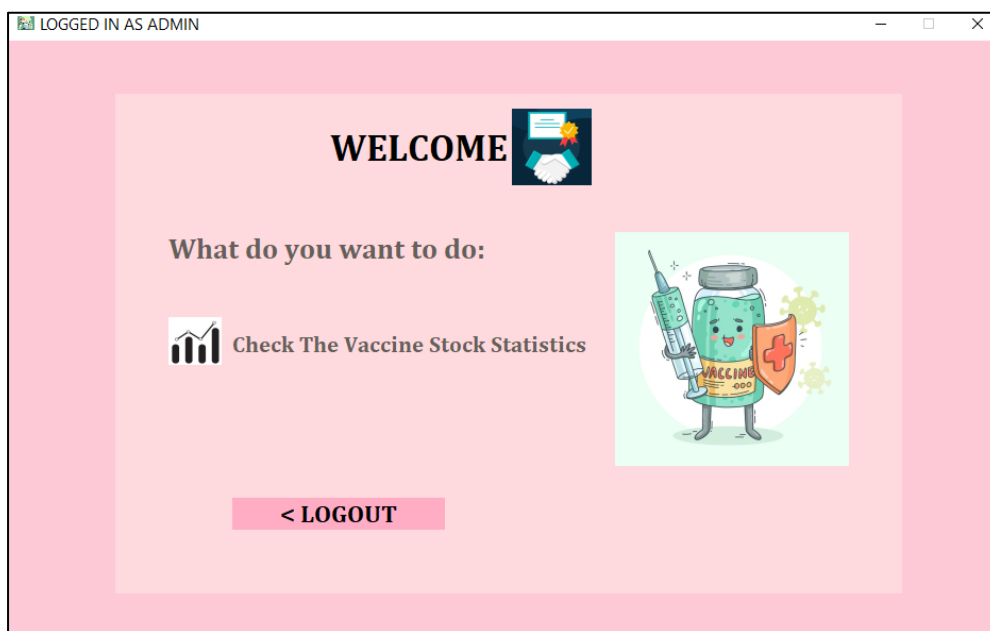 LOGGED IN AS ADMIN
WELCOME
What do you want to do:
Check The Vaccine Stock Statistics
VACCINE
< LOGOUT